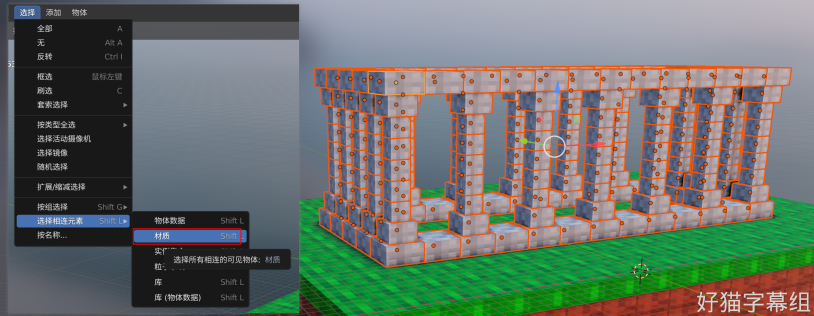 选择 添加 物体
全部 A
无 Alt A
反转 Ctrl I
框选 鼠标左键
刷选 C
套索选择
按类型全选
选择活动摄像机
选择镜像
随机选择
扩展/缩减选择
按组选择 Shift G
选择相连元素 Shift L
按名称...
物体数据 Shift L
材质 Shift
选择所有相连的可见物体: 材质
库 Shift L
库 (物体数据) Shift L
好猫字幕组